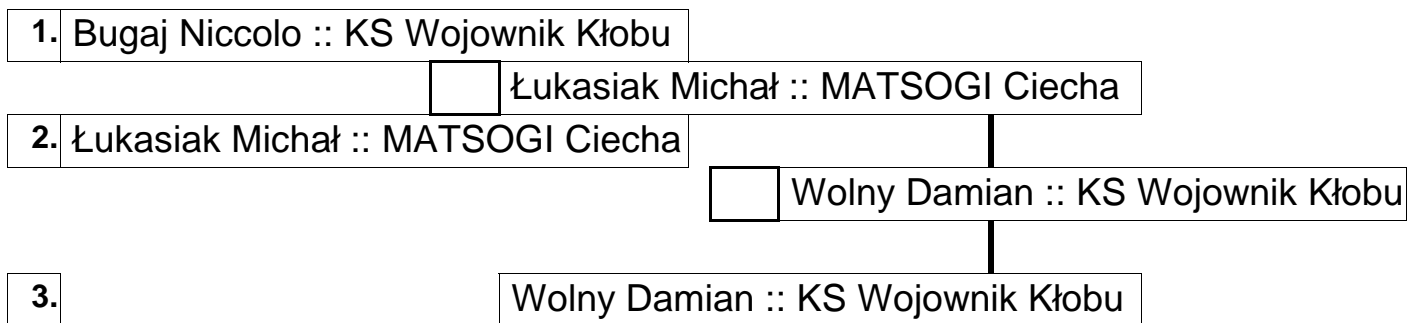 1. Bugaj Niccolo :: KS Wojownik Kłobu
Łukasiak Michał :: MATSOGI Ciecha
2. Łukasiak Michał :: MATSOGI Ciecha
Wolny Damian :: KS Wojownik Kłobu
3. Wolny Damian :: KS Wojownik Kłobu